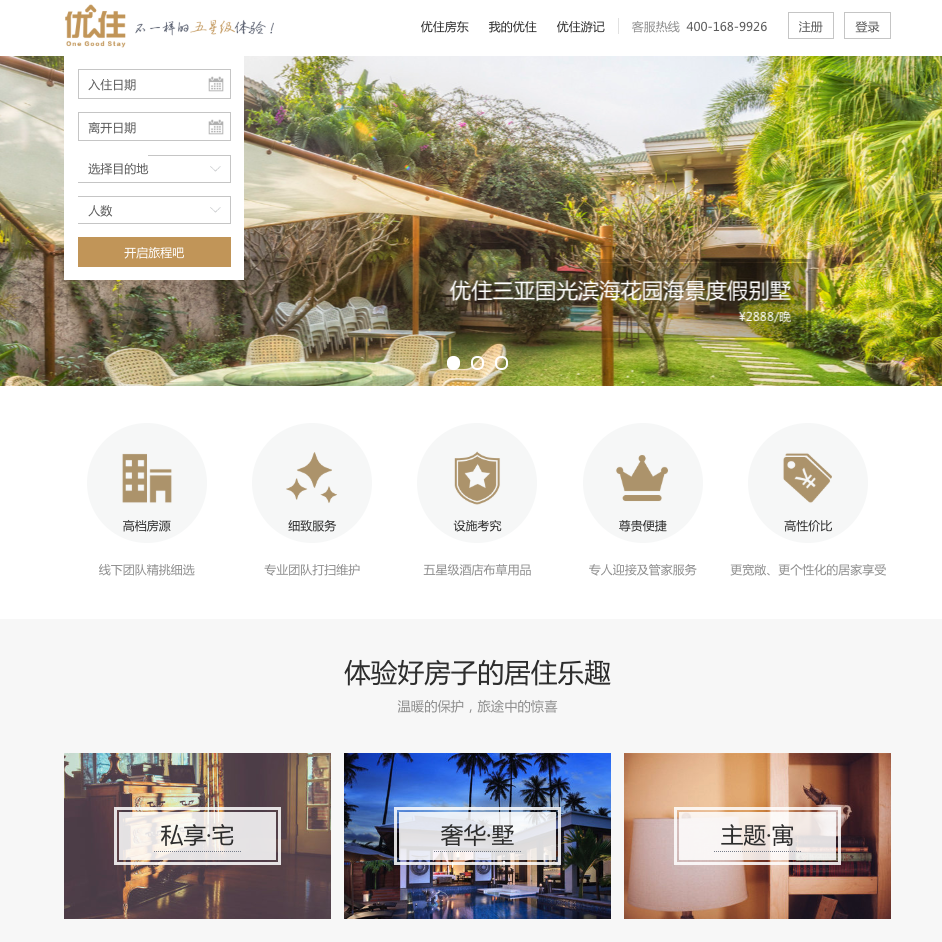 优住
One Good Stay
不一样的五星级体验！
优住房东
我的优住
优住游记
客服热线 400-168-9926
注册
登录
入住日期
离开日期
选择目的地
人数
开启旅程吧
优住三亚国光滨海花园海景度假别墅
¥2888/晚
高档房源
细致服务
设施考究
尊贵便捷
高性价比
线下团队精挑细选
专业团队打扫维护
五星级酒店布草用品
专人迎接及管家服务
更宽敞、更个性化的居家享受
体验好房子的居住乐趣
温暖的保护，旅途中的惊喜
私享·宅
奢华·墅
主题·寓